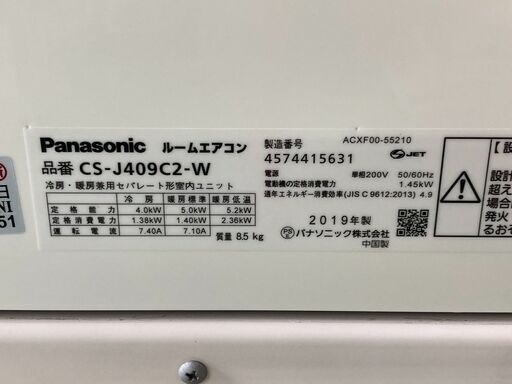 Panasonic ルームエアコン
品番 CS-J409C2-W
冷房・暖房兼用セパレート形室内ユニット
冷房 暖房標準 暖房低温
定格能力 4.0kW 5.0kW 5.2kW
定格消費電力 1.38kW 1.40kW 2.36kW
運転電流 7.40A 7.10A
質量 8.5kg
ACXF00-55210
製造番号
4574415631
S JET
電源 単相200V 50/60Hz
電動機の定格消費電力 1.45kW
通年エネルギー消費効率(JIS C 9612:2013) 4.9
2019年製
PS E パナソニック株式会社
中国製
日
NI
51
【設
設計
超え
場合
発火
るおそ